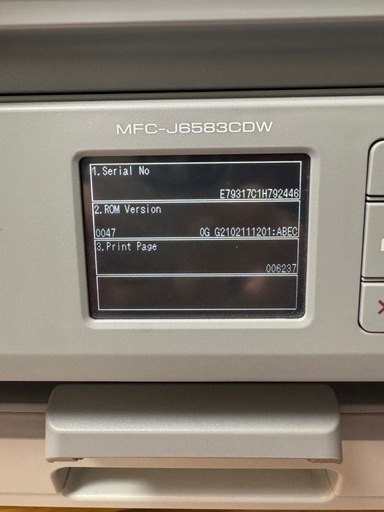 MFC-J6583CDW
1.Serial No
E79317C1H792446
2.ROM Version
0047 0G G2102111201:ABEC
3.Print Page
006237